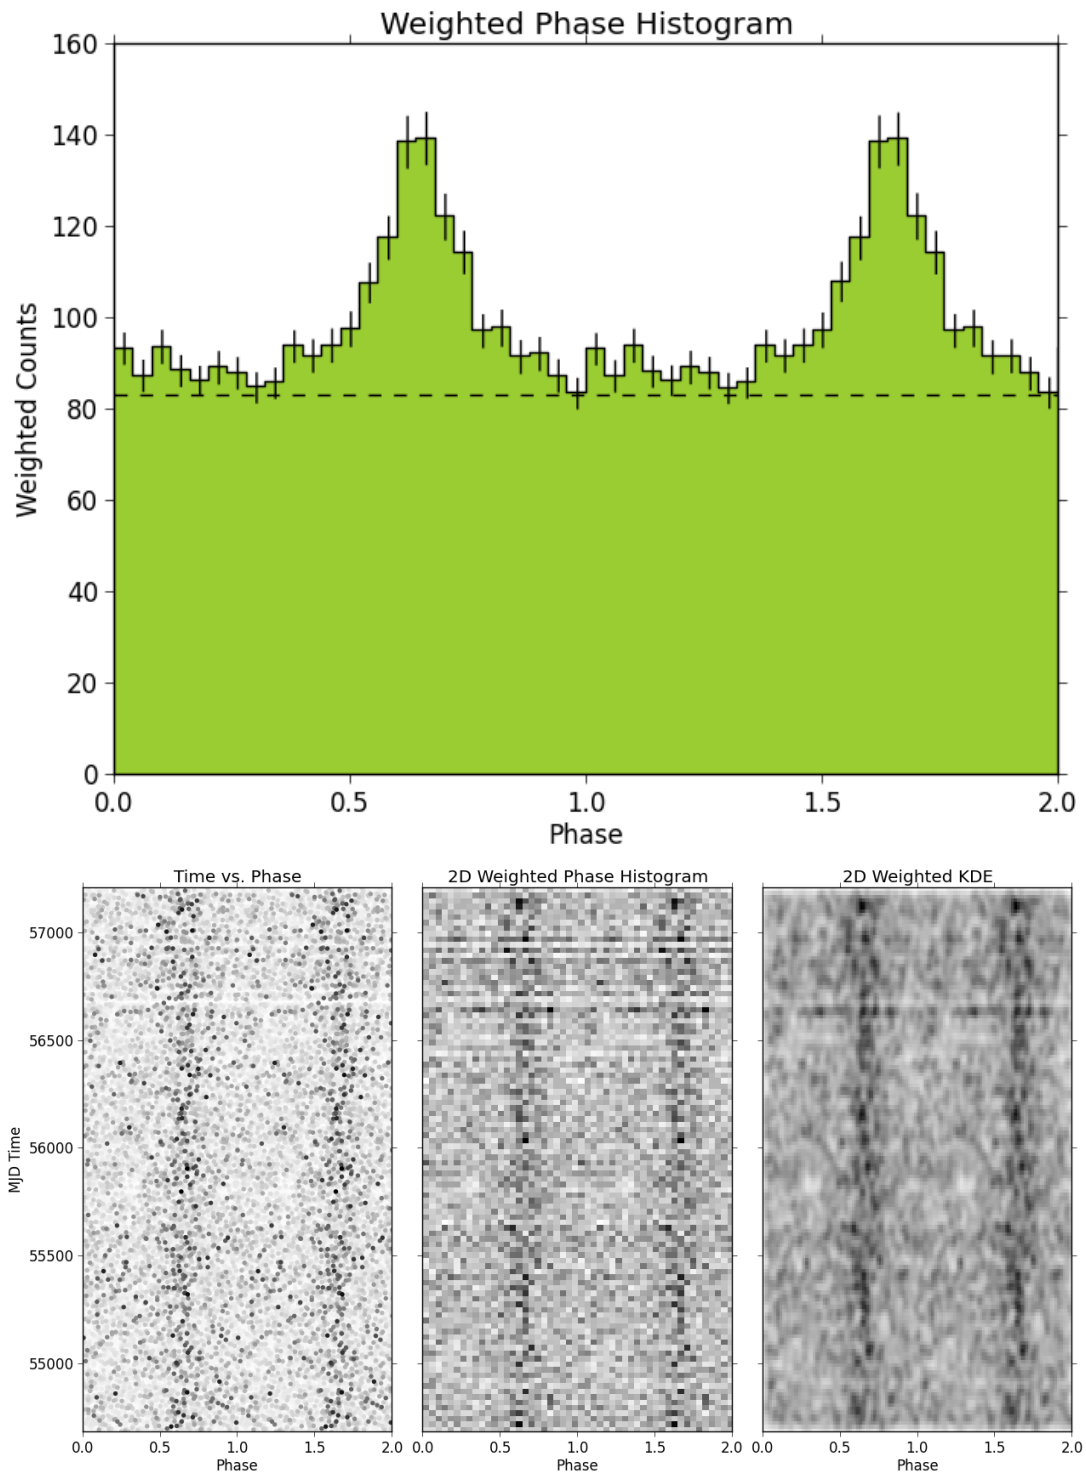 Weighted Phase Histogram
160
140
120
100
80
60
40
20
0
Weighted Counts
0.0 0.5 1.0 1.5 2.0
Phase
Time vs. Phase 2D Weighted Phase Histogram 2D Weighted KDE
57000
56500
56000
55500
55000
MJD Time
0.0 0.5 1.0 1.5 2.0 0.0 0.5 1.0 1.5 2.0 0.0 0.5 1.0 1.5 2.0
Phase Phase Phase